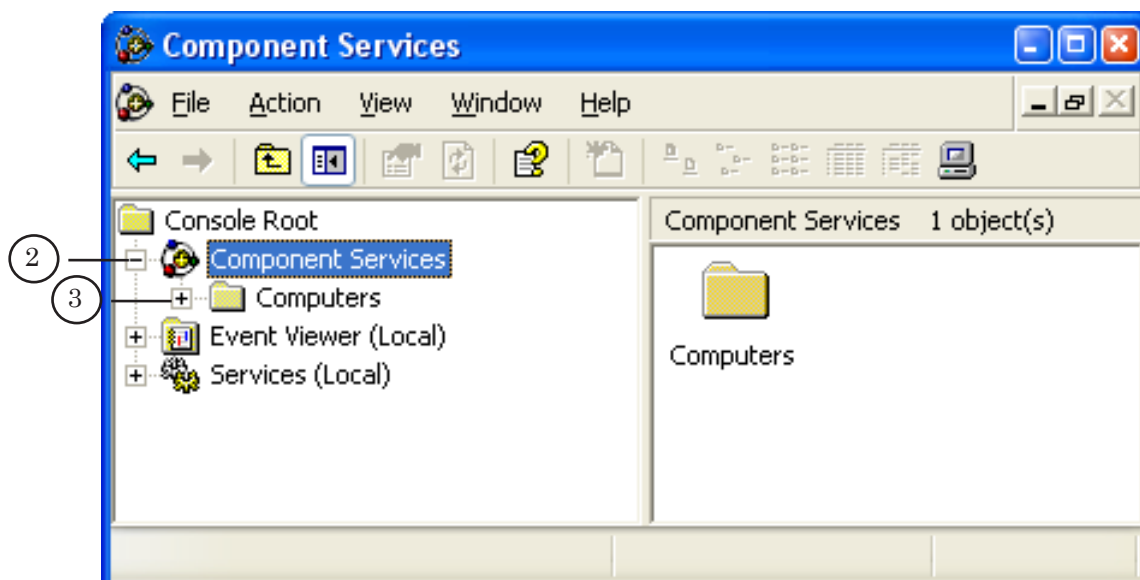 Component Services
File Action View Window Help
Console Root
Component Services 1 object(s)
2
Component Services
3
Computers
Event Viewer (Local)
Computers
Services (Local)